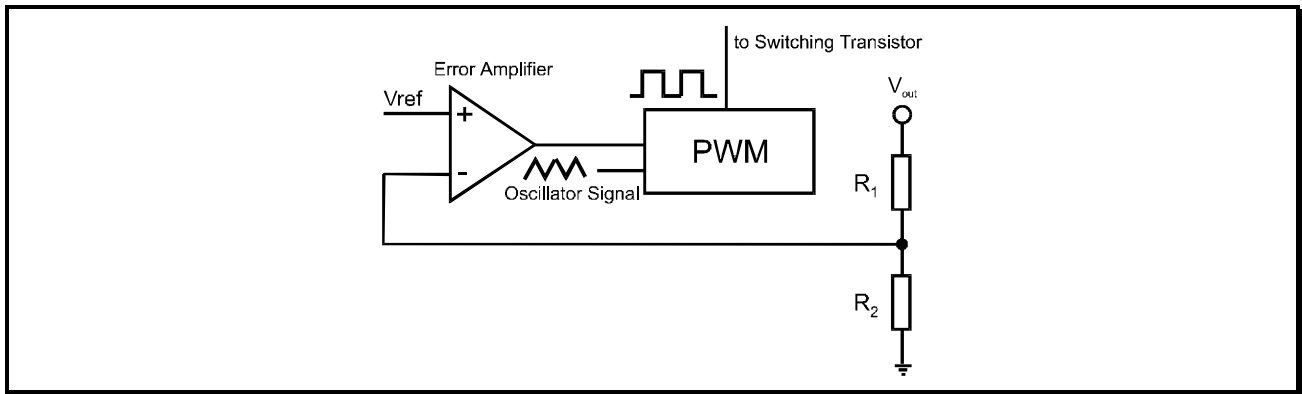 to Switching Transistor
Error Amplifier
Vref
+
-
PWM
Oscillator Signal
Vout
R1
R2